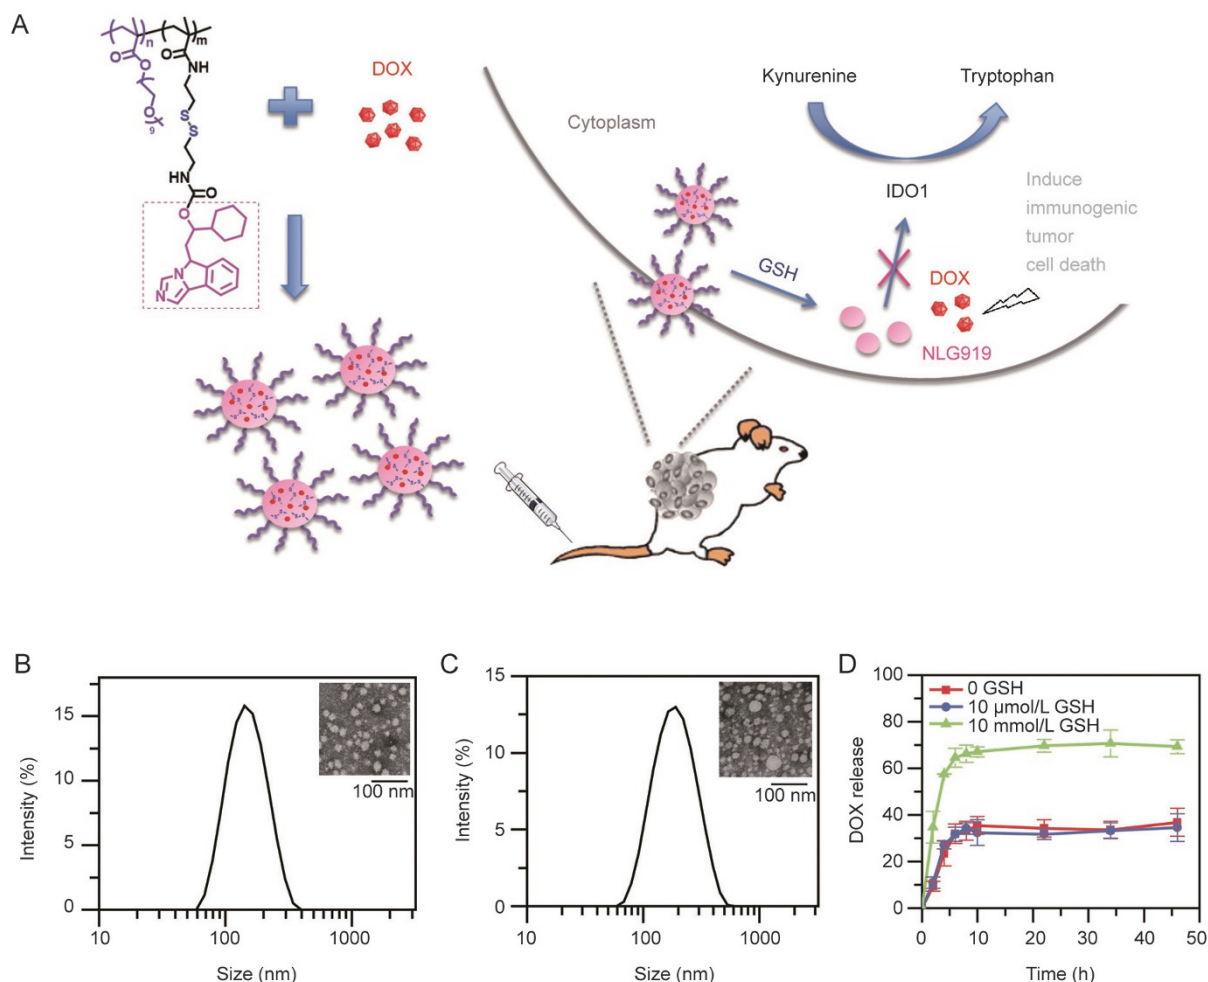 A
n
m
O
O
NH
O
9
S
S
HN
O
O
N
N
DOX
Cytoplasm
Kynurenine
Tryptophan
IDO1
GSH
DOX
NLG919
Induce
immunogenic
tumor
cell death
B
Intensity (%)
15
10
5
0
10
100
1000
Size (nm)
100 nm
C
Intensity (%)
15
10
5
0
10
100
1000
Size (nm)
100 nm
D
DOX release
100
80
60
40
20
0
0 GSH
10 μmol/L GSH
10 mmol/L GSH
0
10
20
30
40
50
Time (h)